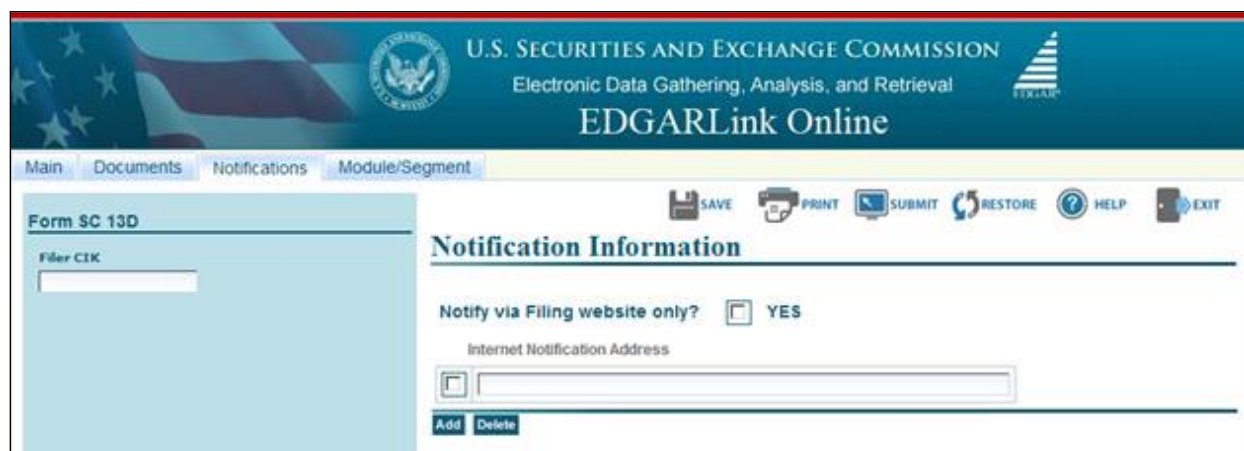 U.S. SECURITIES AND EXCHANGE COMMISSION
Electronic Data Gathering, Analysis, and Retrieval
EDGAR
EDGARLink Online
Main Documents Notifications Module/Segment
SAVE PRINT SUBMIT RESTORE HELP EXIT
Form SC 13D
Filer CIK
Notification Information
Notify via Filing website only? YES
Internet Notification Address
Add Delete